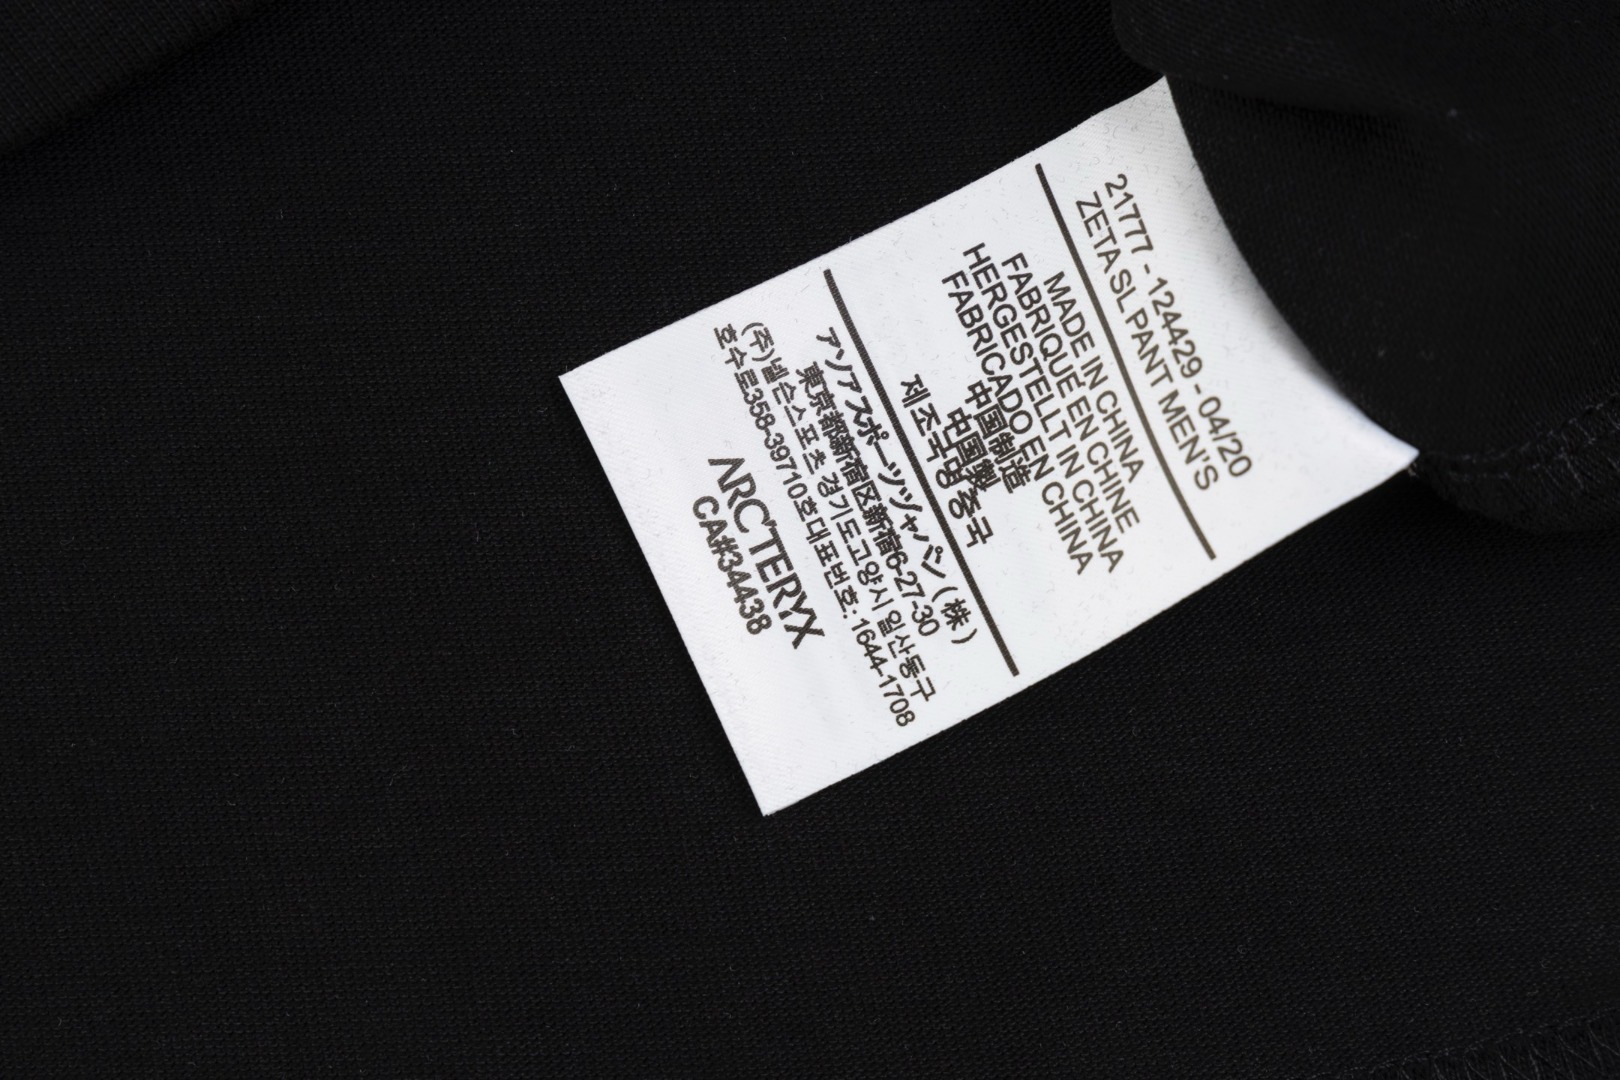 21777 - 124429 - 04/20
ZETA SL PANT MEN'S
MADE IN CHINA
FABRIQUE EN CHINE
HERGESTELLT IN CHINA
FABRICADO EN CHINA
中国制造
中国製
제조국명중국
アソアスポーツヅャパン(株)
東京都新宿区新宿6-27-30
(주)넬슨스포츠 경기도고양시 일산동구
호수로358-39710호대표번호: 1644-1708
ARC'TERYX
CA#34438